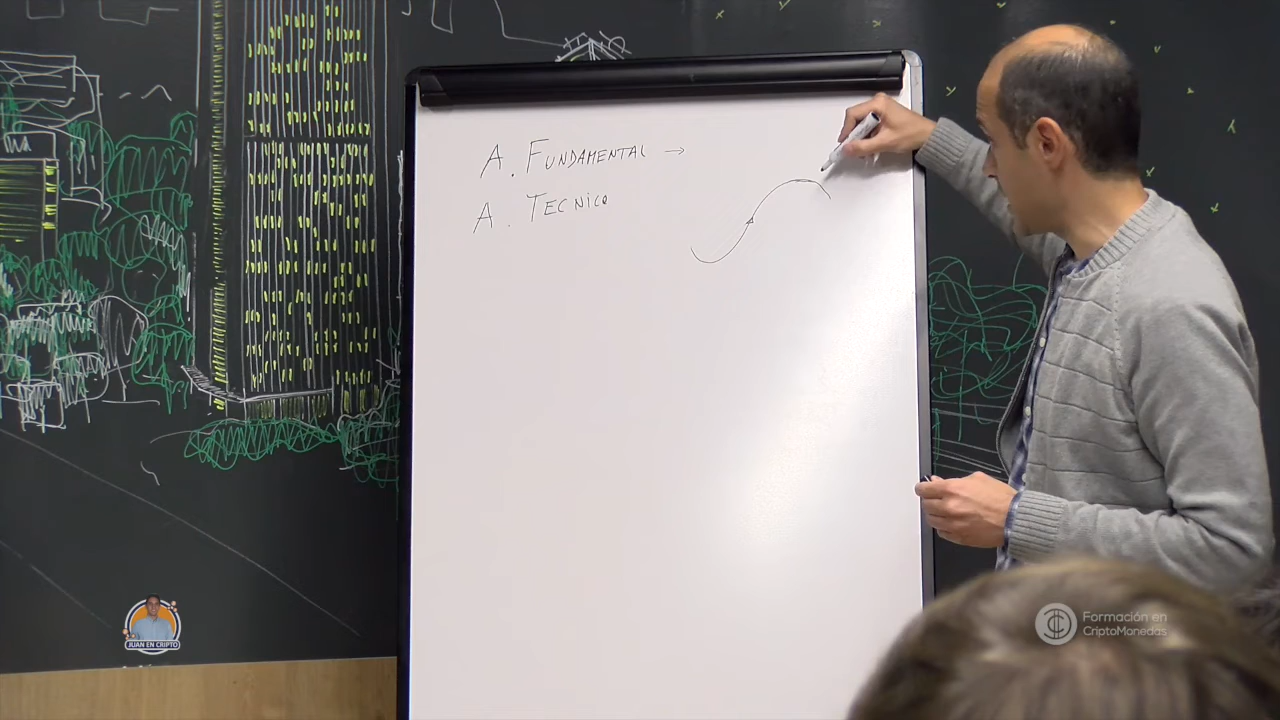 A. FUNDAMENTAL →
A. TECNICO
JUAN EN CRIPTO
Formación en
CriptoMonedas